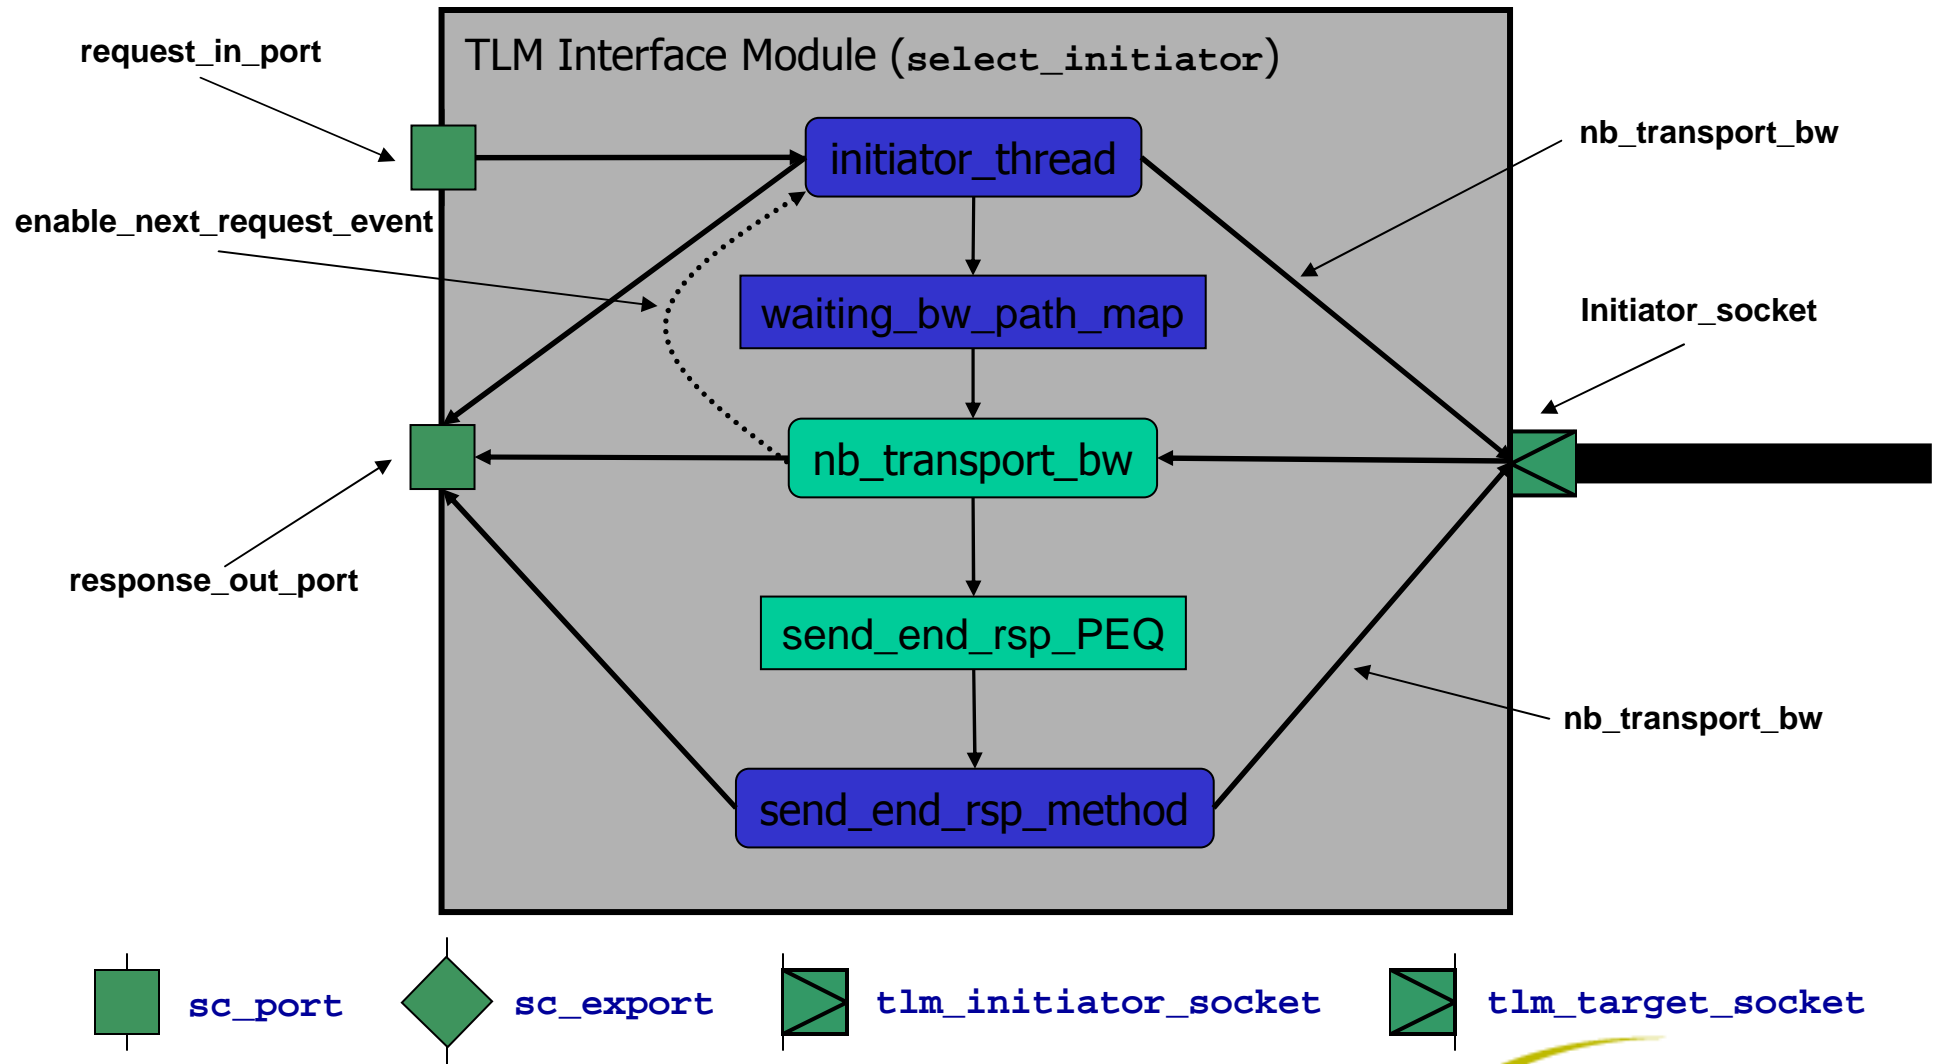 request_in_port
TLM Interface Module (select_initiator)
initiator_thread
nb_transport_bw
enable_next_request_event
waiting_bw_path_map
Initiator_socket
nb_transport_bw
response_out_port
send_end_rsp_PEQ
nb_transport_bw
send_end_rsp_method
sc_port
sc_export
tlm_initiator_socket
tlm_target_socket